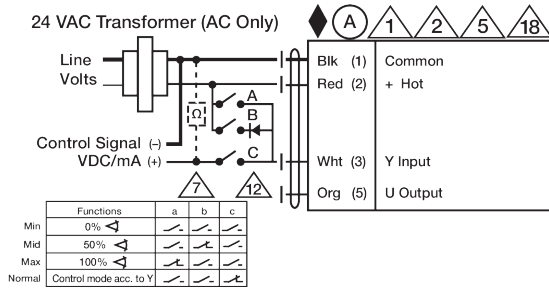 24 VAC Transformer (AC Only)
A 1 2 5 18
Line
Volts
Blk (1) Common
Red (2) + Hot
A
Ω
B
Control Signal (–)
VDC/mA (+)
C
Wht (3) Y Input
7 12
Org (5) U Output
Functions a b c
Min 0%
Mid 50%
Max 100%
Normal Control mode acc. to Y